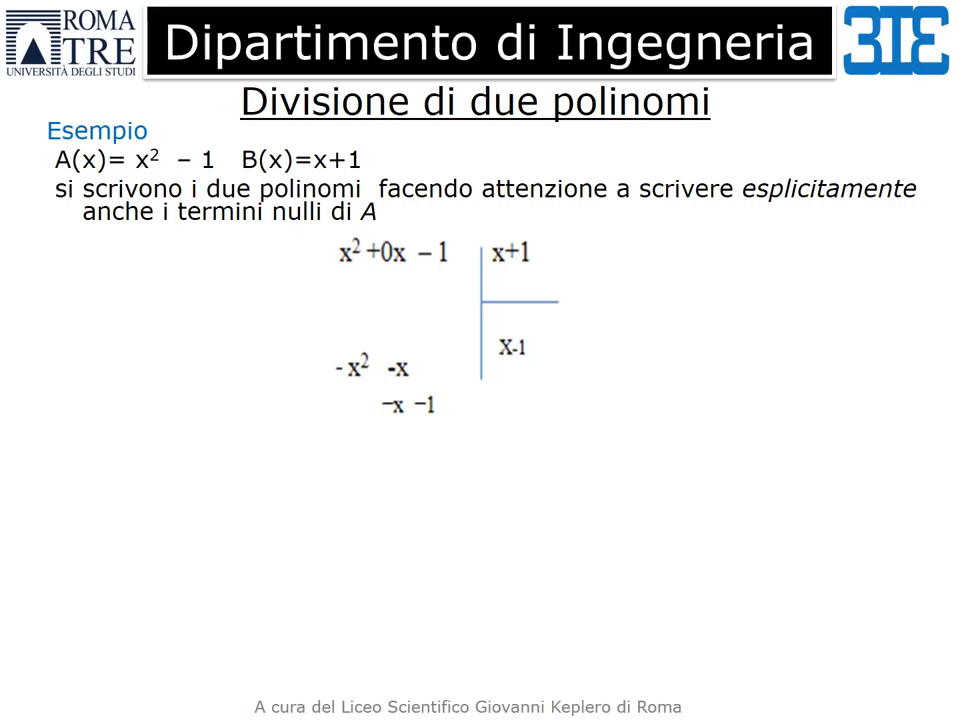 ROMA
TRE
UNIVERSITÀ DEGLI STUDI
Dipartimento di Ingegneria
3TE
Divisione di due polinomi
Esempio
A(x)= x² – 1 B(x)=x+1
si scrivono i due polinomi facendo attenzione a scrivere esplicitamente
anche i termini nulli di A
x² +0x – 1 x+1
X-1
- x² -x
–x –1
A cura del Liceo Scientifico Giovanni Keplero di Roma